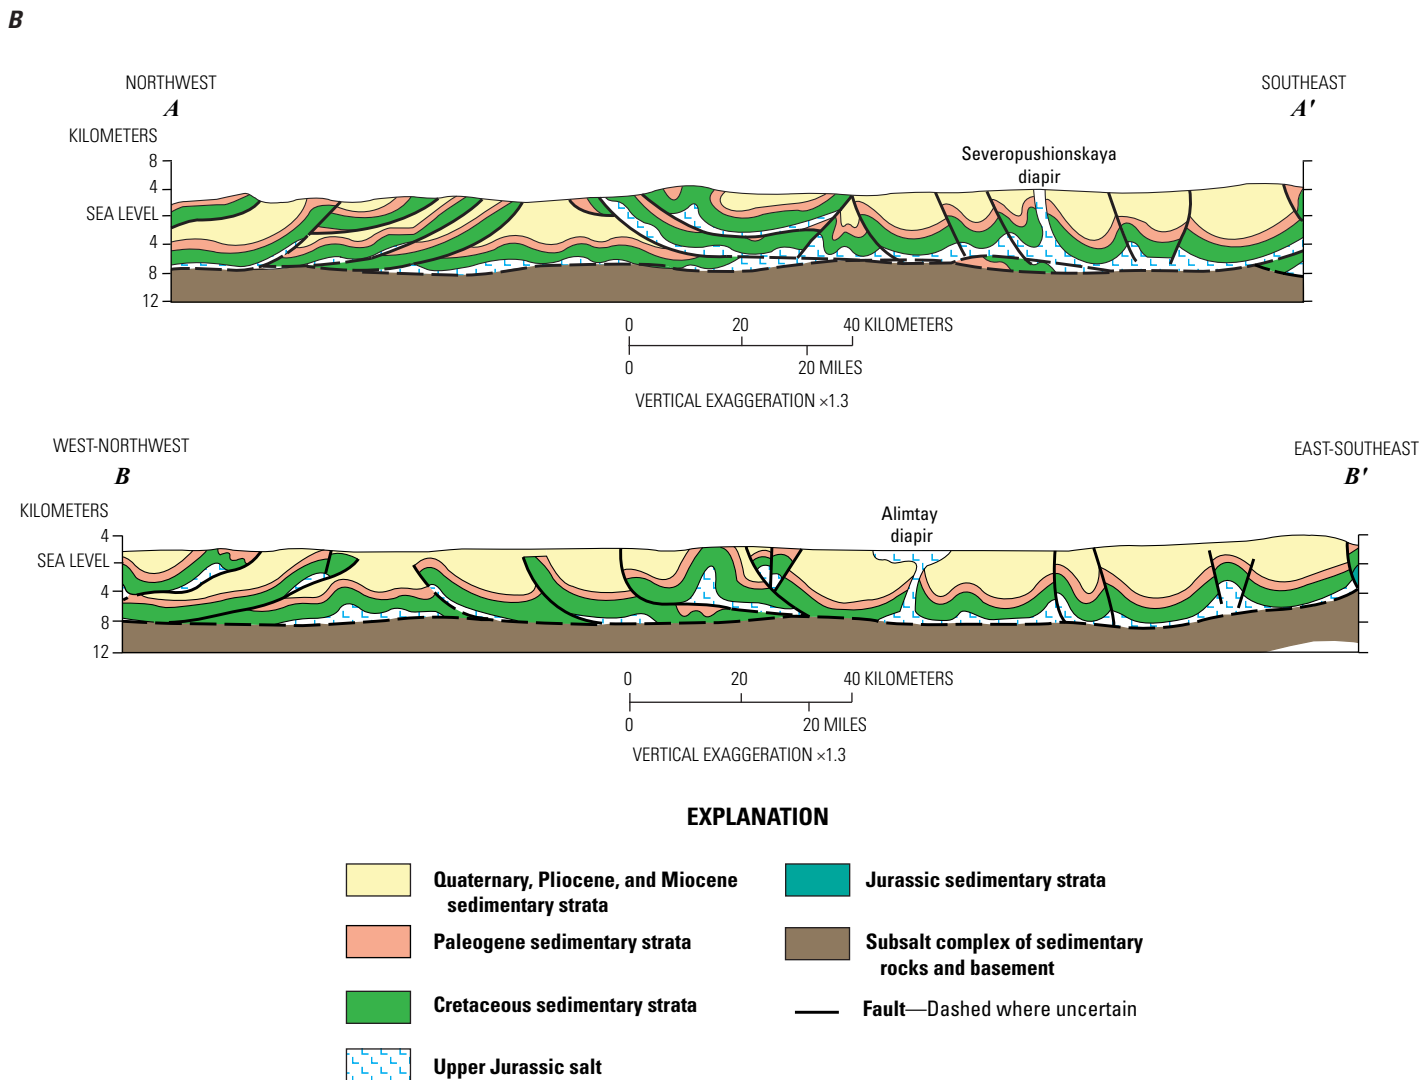 B
NORTHWEST
A
SOUTHEAST
A′
KILOMETERS
8
4
SEA LEVEL
4
8
12
Severopushionskaya
diapir
0 20 40 KILOMETERS
0 20 MILES
VERTICAL EXAGGERATION ×1.3
WEST-NORTHWEST
B
EAST-SOUTHEAST
B′
KILOMETERS
4
SEA LEVEL
4
8
12
Alimtay
diapir
0 20 40 KILOMETERS
0 20 MILES
VERTICAL EXAGGERATION ×1.3
EXPLANATION
Quaternary, Pliocene, and Miocene
sedimentary strata
Paleogene sedimentary strata
Cretaceous sedimentary strata
Upper Jurassic salt
Jurassic sedimentary strata
Subsalt complex of sedimentary
rocks and basement
Fault—Dashed where uncertain